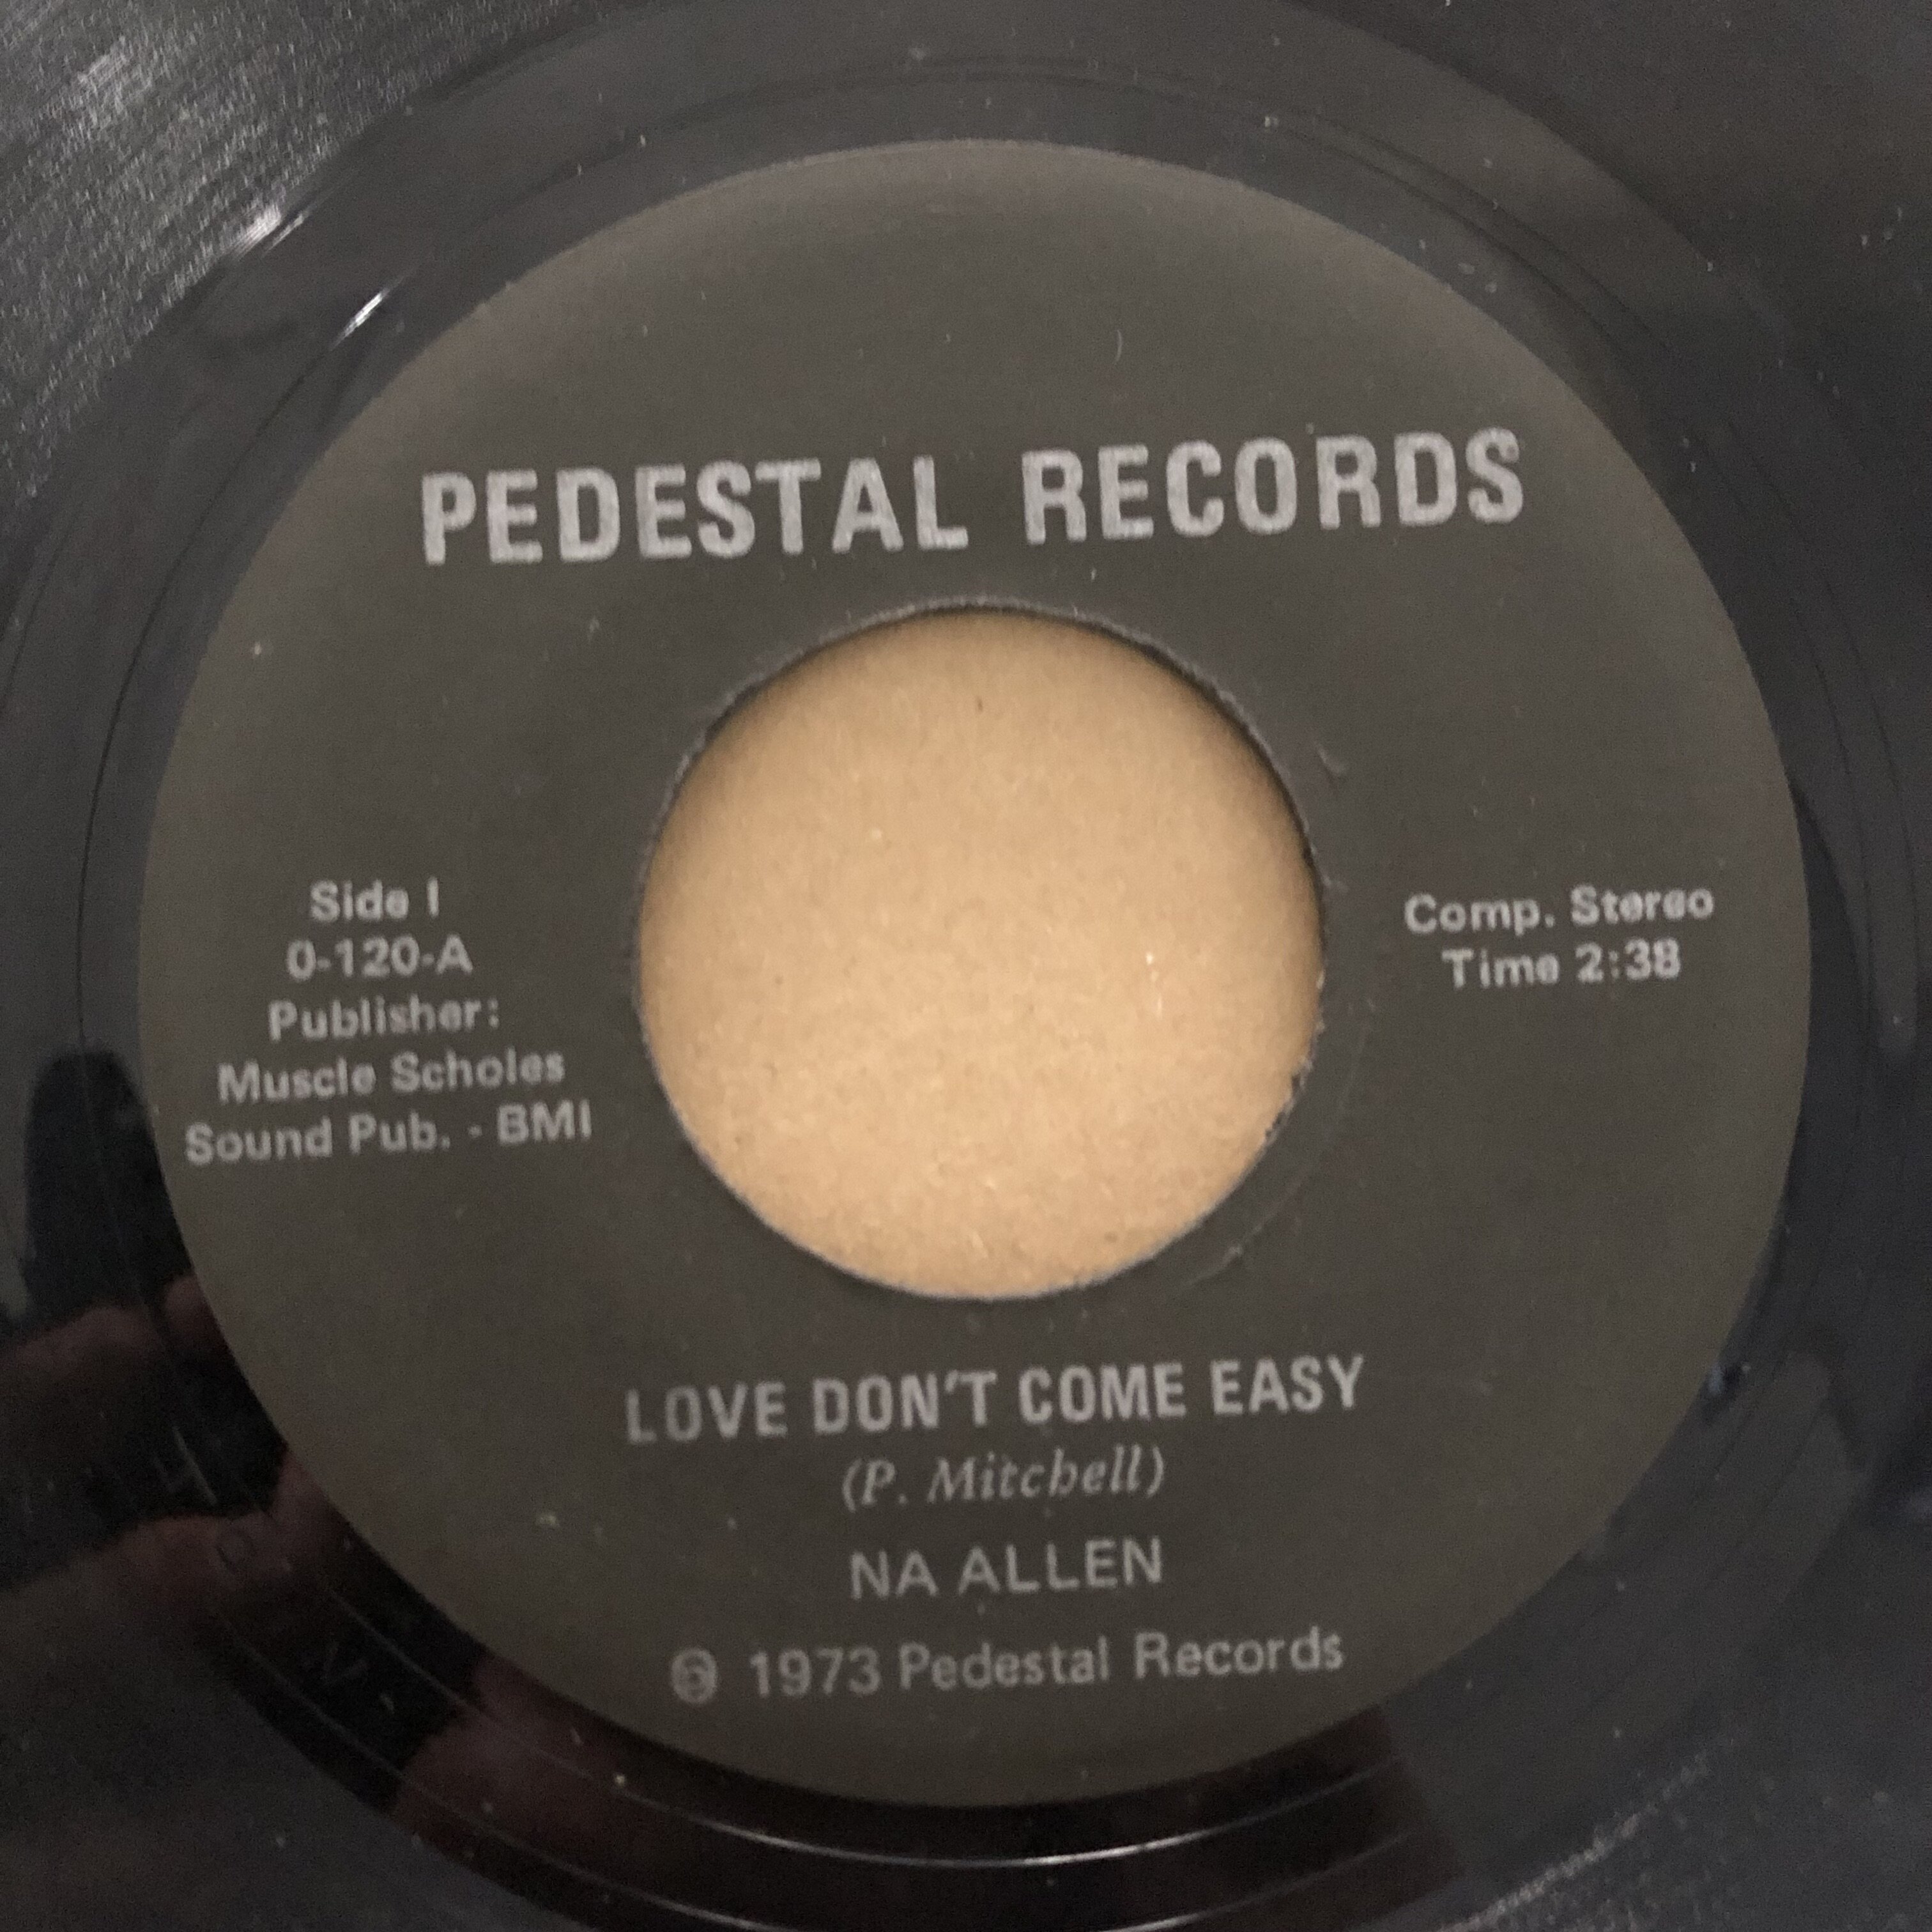 PEDESTAL RECORDS
Side I
0-120-A
Publisher:
Muscle Scholes
Sound Pub. - BMI
Comp. Stereo
Time 2:38
LOVE DON'T COME EASY
(P. Mitchell)
NA ALLEN
℗ 1973 Pedestal Records